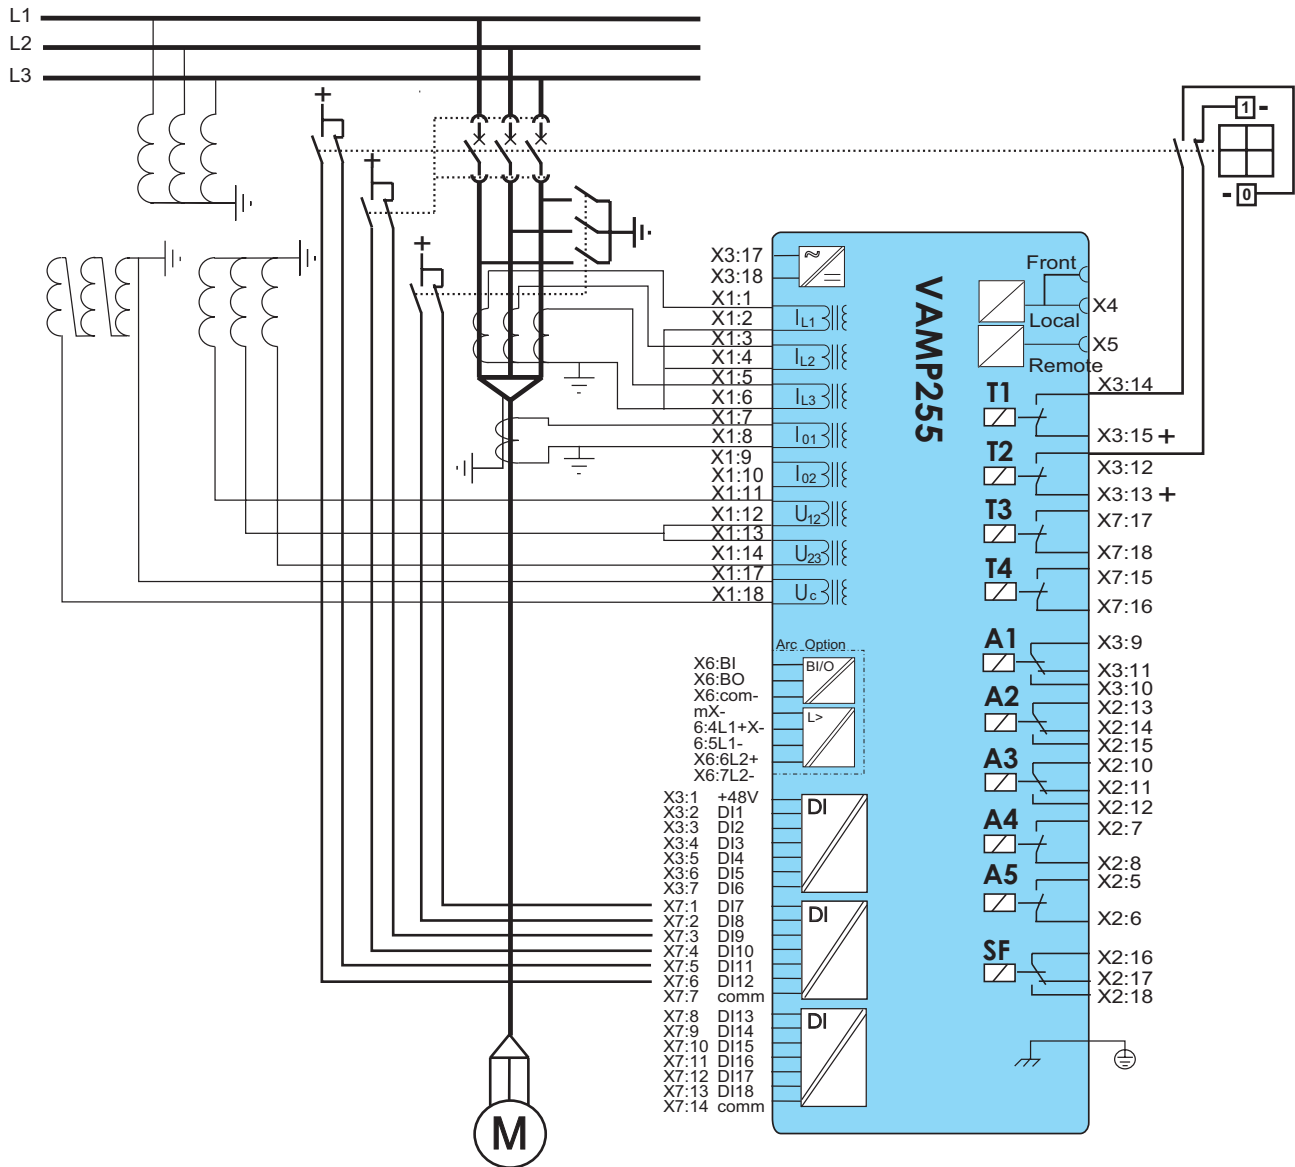 L1
L2
L3
+
+
+
1 -
- 0
VAMP255
X3:17
X3:18
X1:1
X1:2
X1:3
X1:4
X1:5
X1:6
X1:7
X1:8
X1:9
X1:10
X1:11
X1:12
X1:13
X1:14
X1:17
X1:18
~
IL1
IL2
IL3
I01
I02
U12
U23
Uc
Front
Local
X4
X5
Remote
T1
X3:14
X3:15 +
T2
X3:12
X3:13 +
T3
X7:17
X7:18
T4
X7:15
X7:16
A1
X3:9
X3:11
X3:10
A2
X2:13
X2:14
X2:15
A3
X2:10
X2:11
X2:12
A4
X2:7
X2:8
A5
X2:5
X2:6
SF
X2:16
X2:17
X2:18
Arc Option
X6:BI
X6:BO
X6:com-
mX-
6:4L1+X-
6:5L1-
X6:6L2+
X6:7L2-
BI/O
L>
X3:1 +48V
X3:2 DI1
X3:3 DI2
X3:4 DI3
X3:5 DI4
X3:6 DI5
X3:7 DI6
DI
X7:1 DI7
X7:2 DI8
X7:3 DI9
X7:4 DI10
X7:5 DI11
X7:6 DI12
X7:7 comm
DI
X7:8 DI13
X7:9 DI14
X7:10 DI15
X7:11 DI16
X7:12 DI17
X7:13 DI18
X7:14 comm
DI
M